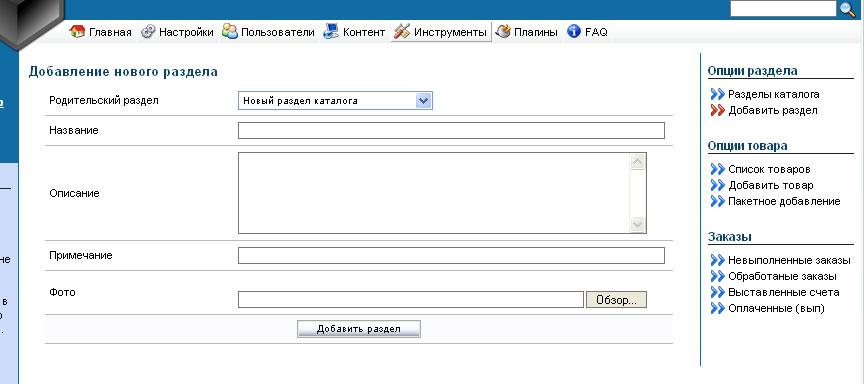 Главная Настройки Пользователи Контент Инструменты Плагины FAQ
Добавление нового раздела
Родительский раздел Новый раздел каталога
Название
Описание
Примечание
Фото Обзор...
Добавить раздел
Опции раздела
Разделы каталога
Добавить раздел
Опции товара
Список товаров
Добавить товар
Пакетное добавление
Заказы
Невыполненные заказы
Обработаные заказы
Выставленные счета
Оплаченные (вып)
не
в